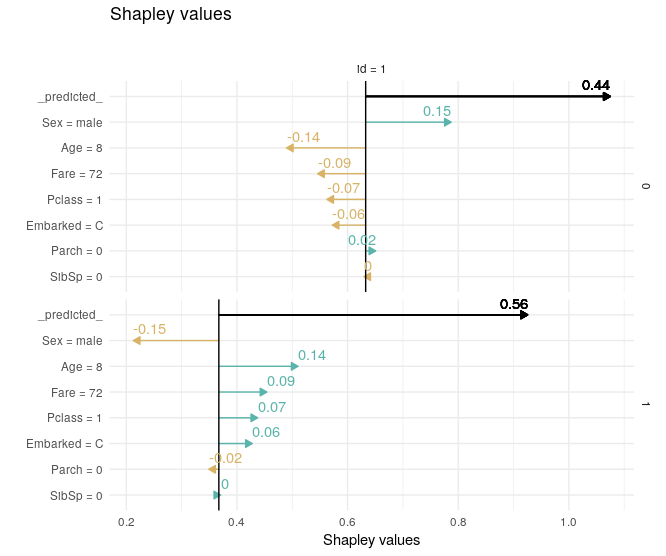 Shapley values
id = 1
_predicted_ 0.44
Sex = male 0.15
Age = 8 -0.14
Fare = 72 -0.09
Pclass = 1 -0.07
Embarked = C -0.06
Parch = 0 0.02
SibSp = 0 0
0
_predicted_ 0.56
Sex = male -0.15
Age = 8 0.14
Fare = 72 0.09
Pclass = 1 0.07
Embarked = C 0.06
Parch = 0 -0.02
SibSp = 0 0
1
0.2 0.4 0.6 0.8 1.0
Shapley values